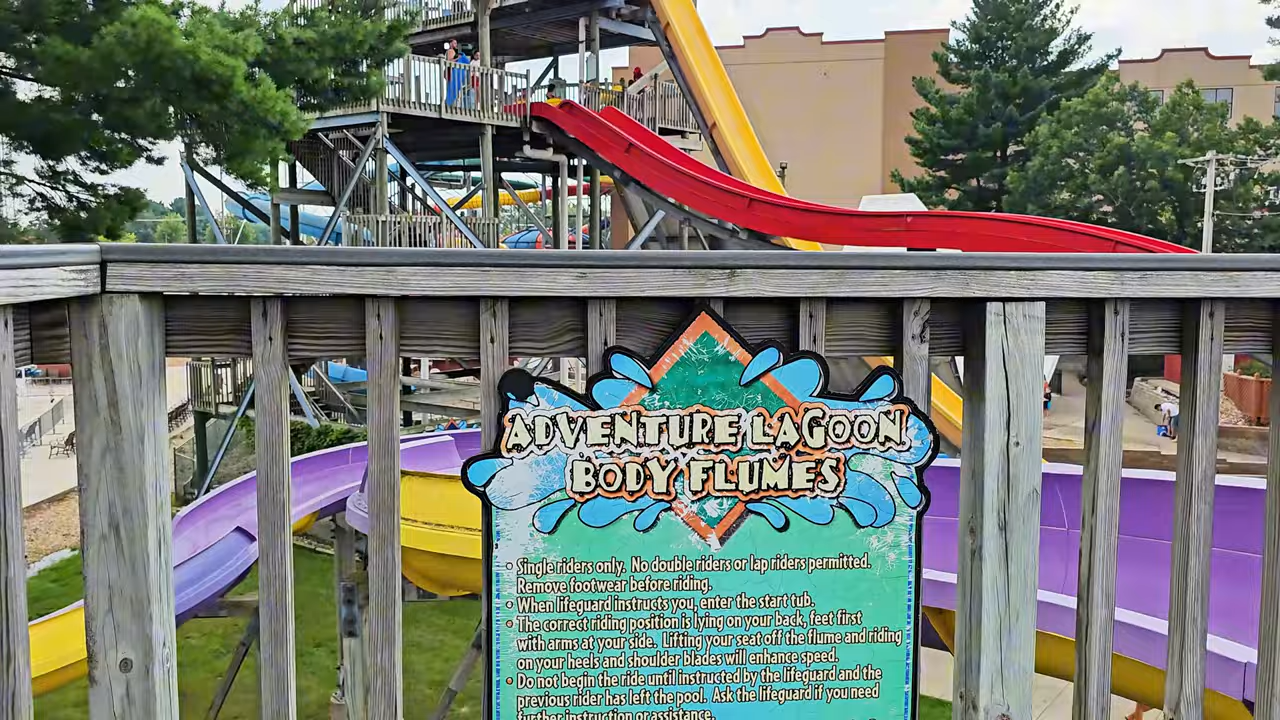 ADVENTURE LAGOON
BODY FLUMES
• Single riders only. No double riders or lap riders permitted.
Remove footwear before riding.
• When lifeguard instructs you, enter the start tub.
• The correct riding position is lying on your back, feet first
with arms at your side. Lifting your seat off the flume and riding
on your heels and shoulder blades will enhance speed.
• Do not begin the ride until instructed by the lifeguard and the
previous rider has left the pool. Ask the lifeguard if you need
further instruction or assistance.